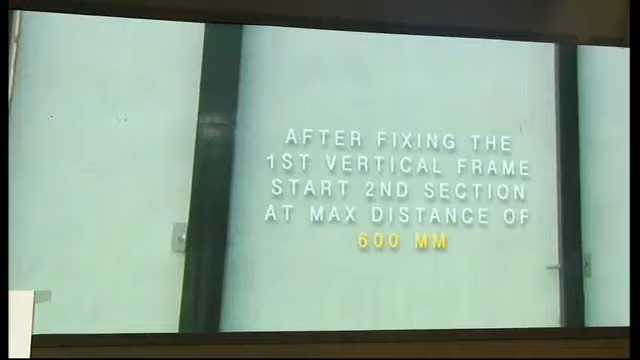 AFTER FIXING THE
1ST VERTICAL FRAME
START 2ND SECTION
AT MAX DISTANCE OF
600 MM